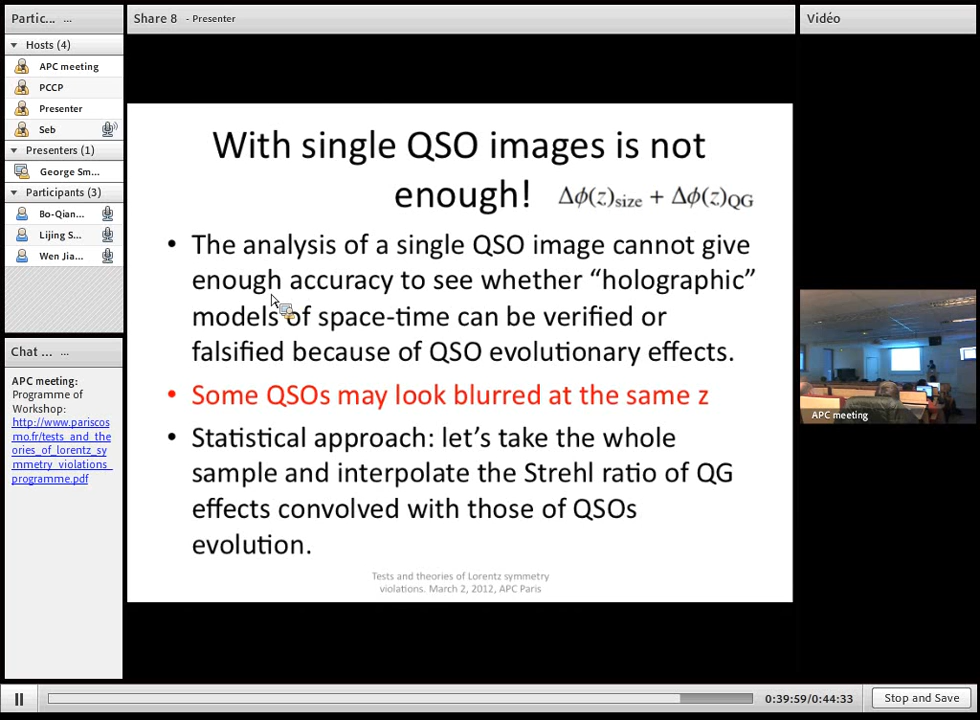 Partic... ...
Hosts (4)
APC meeting
PCCP
Presenter
Seb
Presenters (1)
George Sm...
Participants (3)
Bo-Qian...
Lijing S...
Wen Jia...
Chat ... ...
APC meeting:
Programme of
Workshop:
http://www.parisco
smo.fr/tests_and_the
ories_of_lorentz_sy
mmetry_violations_
programme.pdf
Share 8 - Presenter
With single QSO images is not
enough! Δϕ(z)size + Δϕ(z)QG
• The analysis of a single QSO image cannot give
enough accuracy to see whether “holographic”
models of space-time can be verified or
falsified because of QSO evolutionary effects.
• Some QSOs may look blurred at the same z
• Statistical approach: let’s take the whole
sample and interpolate the Strehl ratio of QG
effects convolved with those of QSOs
evolution.
Tests and theories of Lorentz symmetry
violations. March 2, 2012, APC Paris
Vidéo
APC meeting
0:39:59/0:44:33
Stop and Save